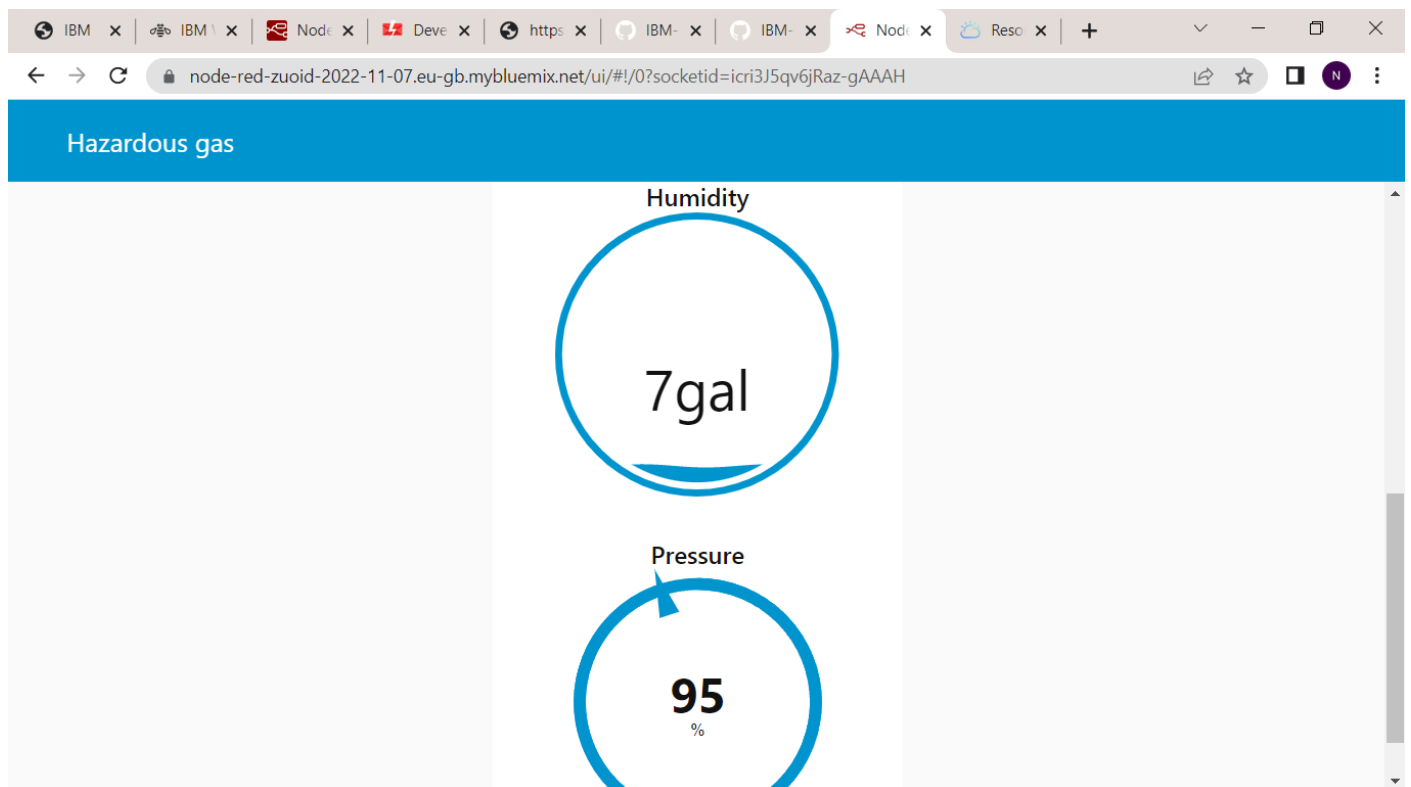 IBM
IBM \
Node
Deve
https
IBM-
IBM-
Node
Reso
node-red-zuoid-2022-11-07.eu-gb.mybluemix.net/ui/#!/0?socketid=icri3J5qv6jRaz-gAAAH
N
Hazardous gas
Humidity
7gal
Pressure
95
%